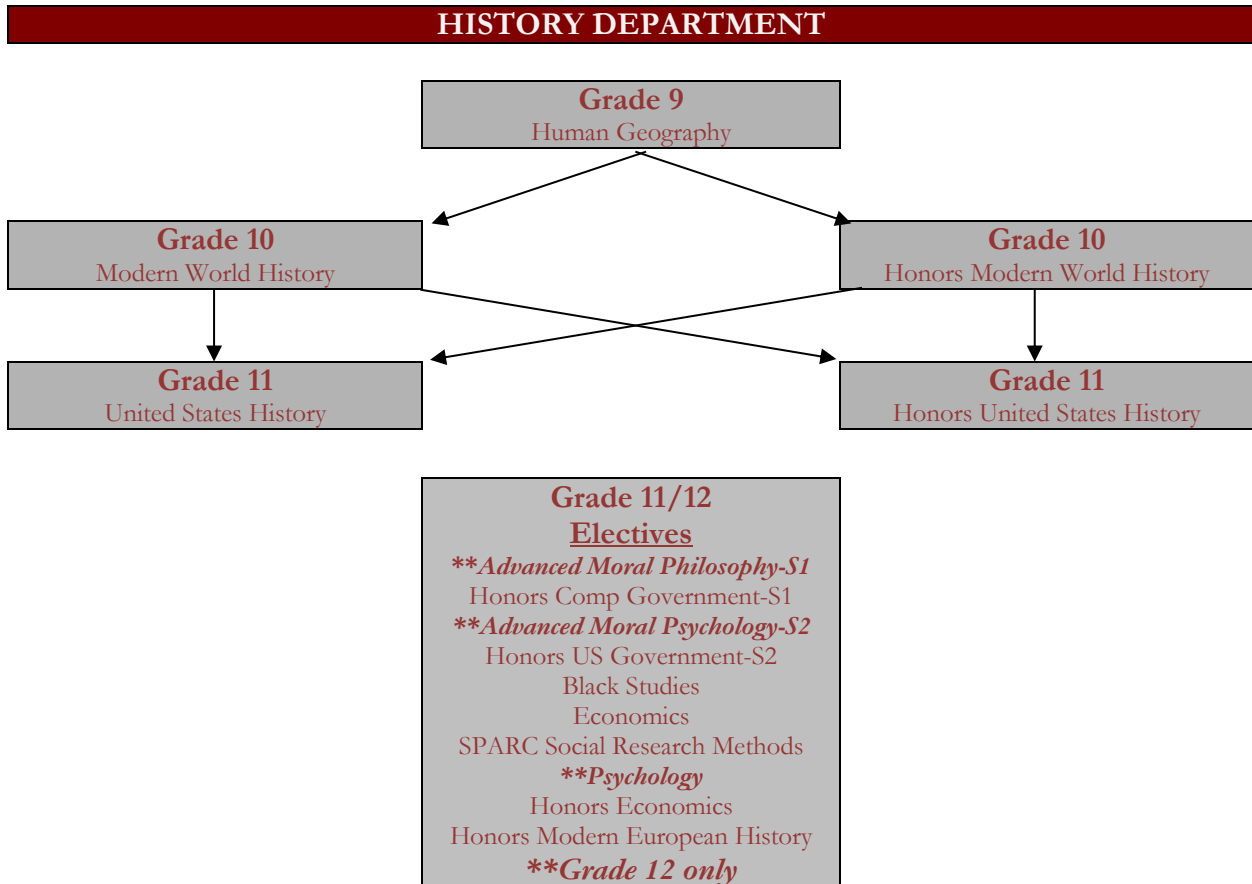 HISTORY DEPARTMENT
Grade 9
Human Geography
Grade 10
Modern World History
Grade 10
Honors Modern World History
Grade 11
United States History
Grade 11
Honors United States History
Grade 11/12
Electives
**Advanced Moral Philosophy-S1
Honors Comp Government-S1
**Advanced Moral Psychology-S2
Honors US Government-S2
Black Studies
Economics
SPARC Social Research Methods
**Psychology
Honors Economics
Honors Modern European History
**Grade 12 only